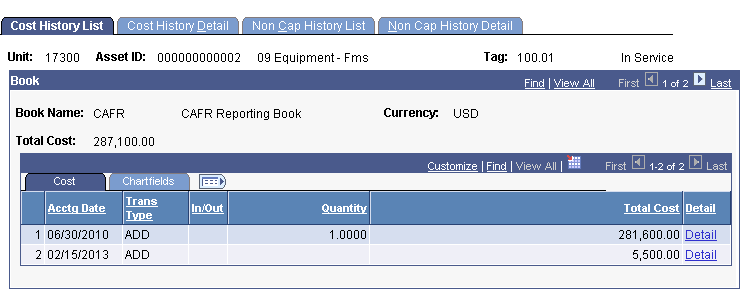 Cost History List Cost History Detail Non Cap History List Non Cap History Detail
Unit: 17300 Asset ID: 000000000002 09 Equipment - Fms Tag: 100.01 In Service
Book Find | View All First 1 of 2 Last
Book Name: CAFR CAFR Reporting Book Currency: USD
Total Cost: 287,100.00
Customize | Find | View All | First 1-2 of 2 Last
Cost Chartfields
Acctg Date Trans Type In/Out Quantity Total Cost Detail
1 06/30/2010 ADD 1.0000 281,600.00 Detail
2 02/15/2013 ADD 5,500.00 Detail